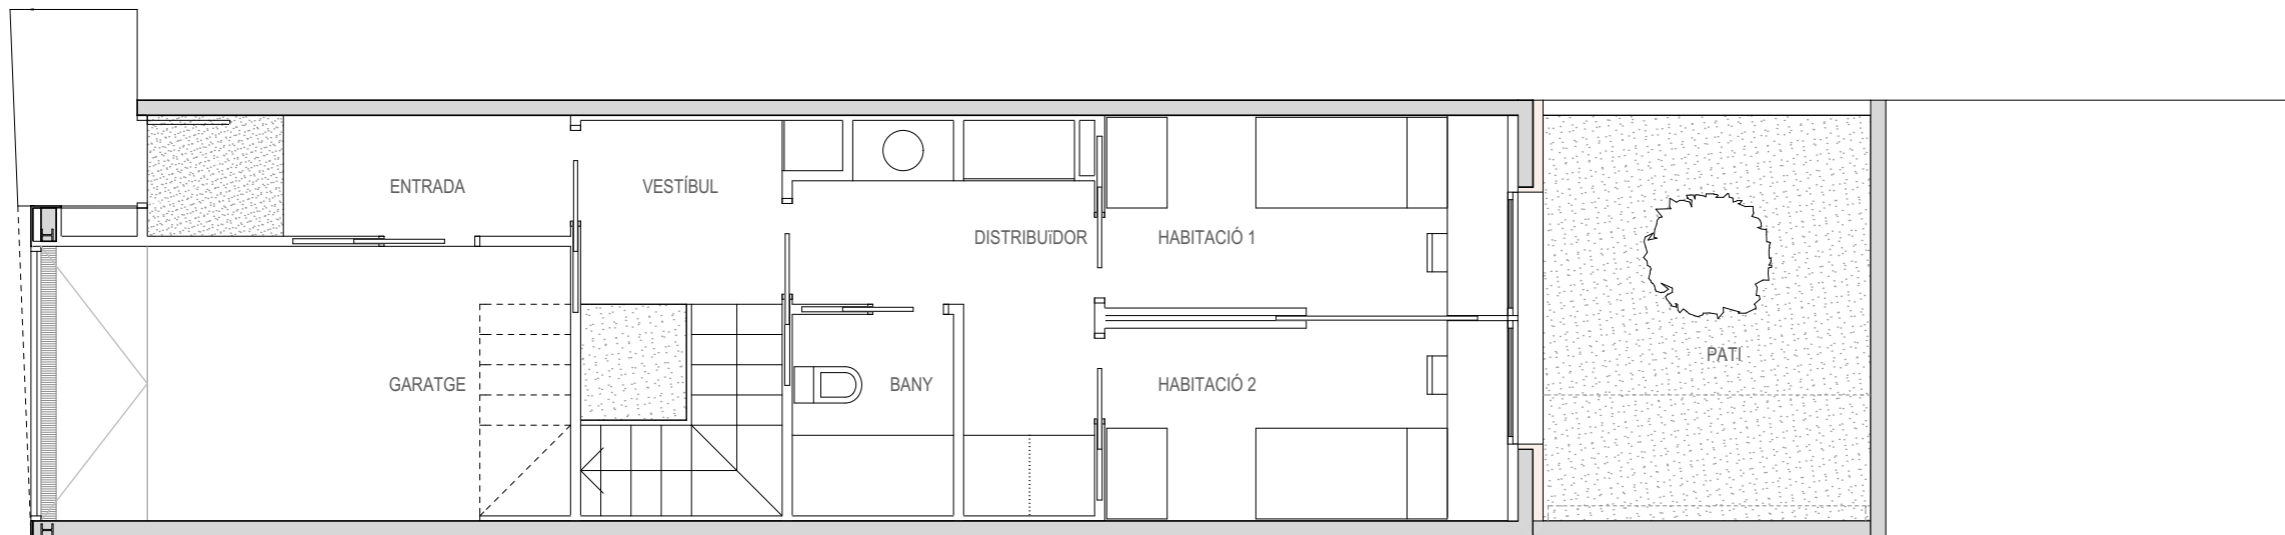 ENTRADA
VESTÍBUL
DISTRIBUïDOR
HABITACIÓ 1
PATI
GARATGE
BANY
HABITACIÓ 2